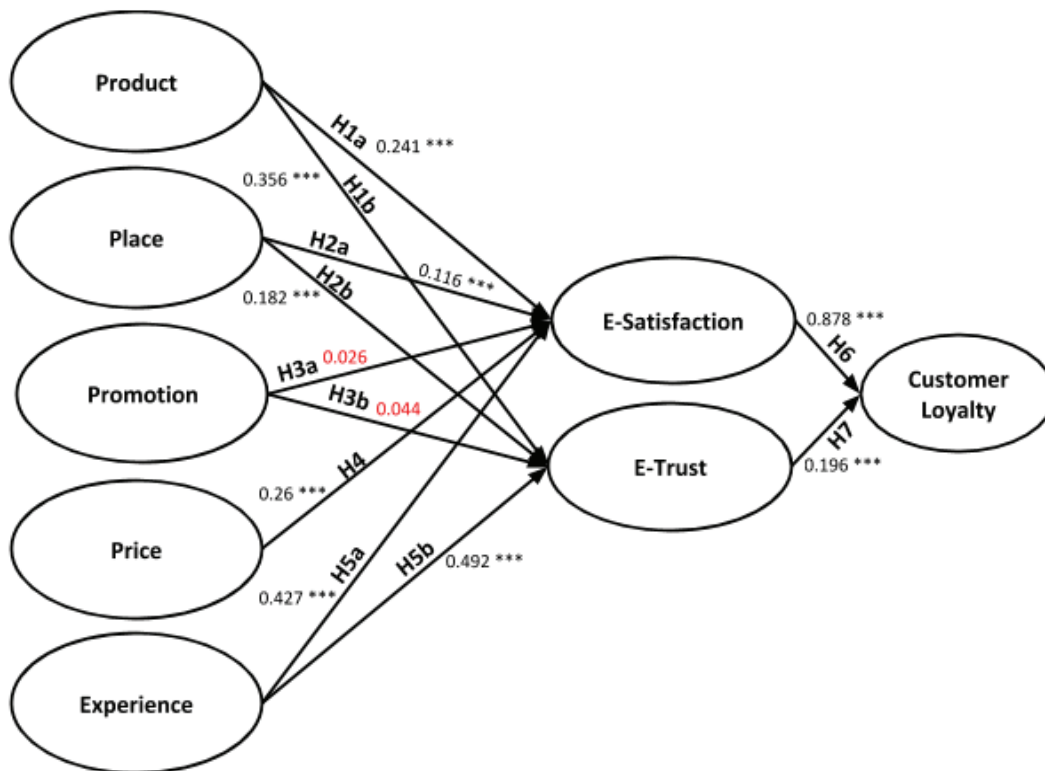 Product
H1a
0.241 ***
0.356 ***
H1b
Place
H2a
0.116 ***
0.182 ***
H2b
E-Satisfaction
0.878 ***
H6
H3a
0.026
Promotion
H3b
0.044
Customer
Loyalty
H7
E-Trust
0.196 ***
H4
0.26 ***
Price
H5a
H5b
0.492 ***
0.427 ***
Experience